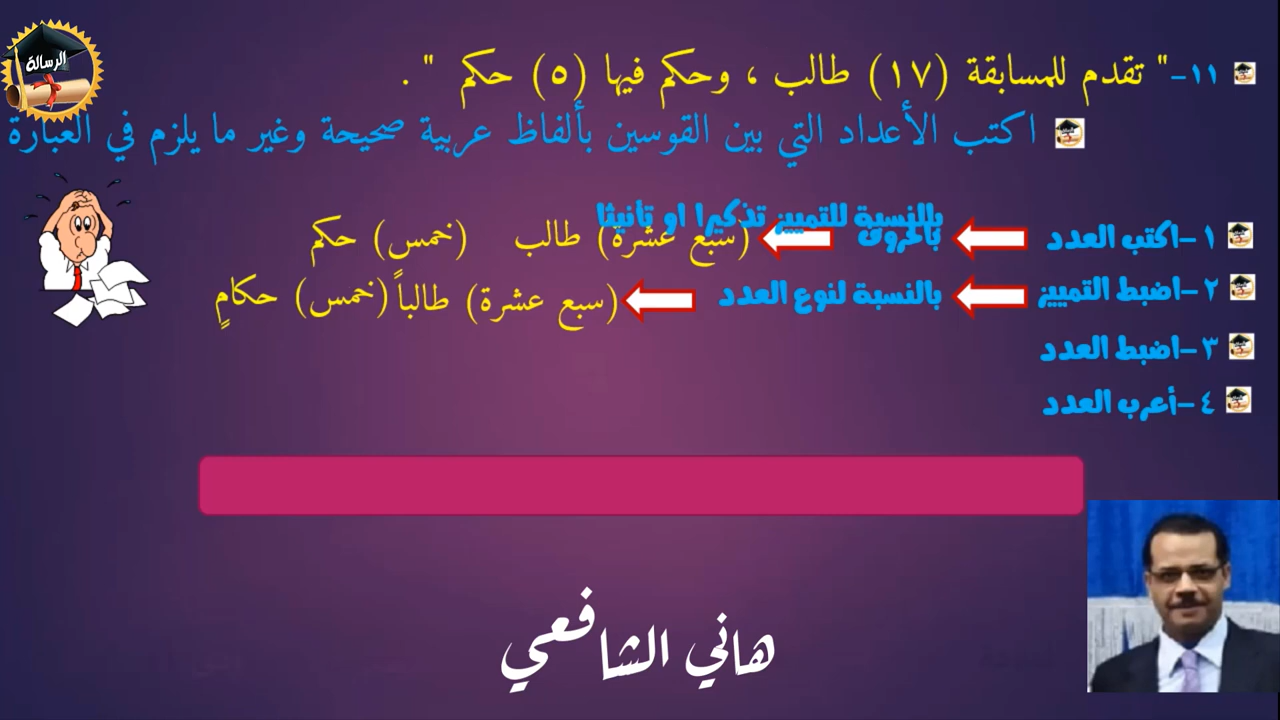 الرسالة
١١-" تقدم للمسابقة (١٧) طالب ، وحكم فيها (٥) حكم " .
اكتب الأعداد التي بين القوسين بألفاظ عربية صحيحة وغير ما يلزم في العبارة
بالنسبة للتمييز تذكيرا او تأنيثا
١-اكتب العدد بالحروف (سبع عشرة) طالب (خمس) حكم
٢-اضبط التمييز بالنسبة لنوع العدد (سبع عشرة) طالباً (خمس) حكامٍ
٣-اضبط العدد
٤-أعرب العدد
هاني الشافعي